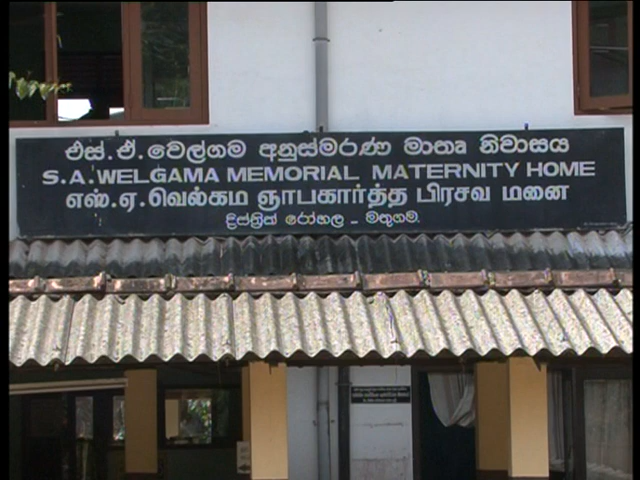 එස්.ඒ.වෙල්ගම අනුස්මරණ මාතෘ නිවාසය
S.A.WELGAMA MEMORIAL MATERNITY HOME
எஸ்.ஏ.வெல்கம ஞாபகார்த்த பிரசவ மனை
දිස්ත්‍රික් රෝහල - මතුගම.